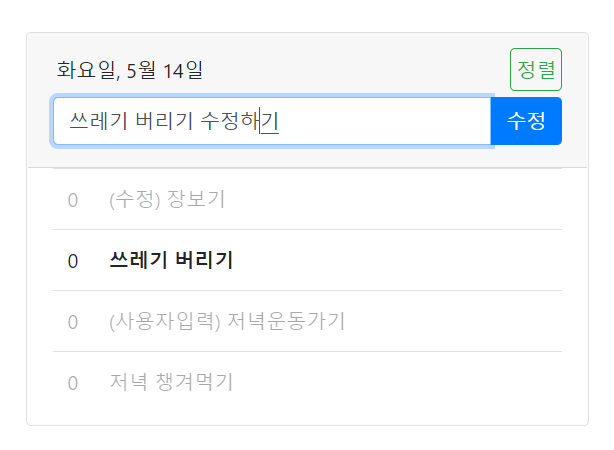 화요일, 5월 14일
정렬
쓰레기 버리기 수정하기
수정
0 (수정) 장보기
0 쓰레기 버리기
0 (사용자입력) 저녁운동가기
0 저녁 챙겨먹기